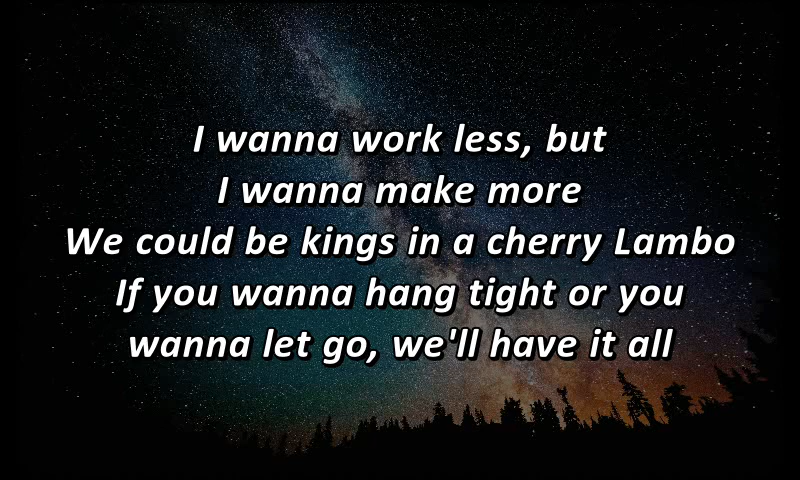 I wanna work less, but
I wanna make more
We could be kings in a cherry Lambo
If you wanna hang tight or you
wanna let go, we'll have it all